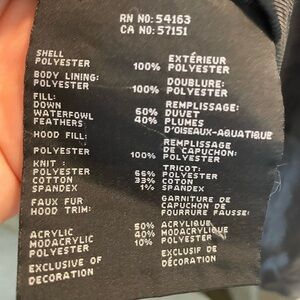 RN NO: 54163
CA NO: 57151
SHELL
POLYESTER 100% EXTÉRIEUR POLYESTER
BODY LINING:
POLYESTER 100% DOUBLURE: POLYESTER
FILL: REMPLISSAGE:
DOWN 60% DUVET
WATERFOWL 40% PLUMES
FEATHERS D'OISEAUX-AQUATIQUE
HOOD FILL: REMPLISSAGE
DE CAPUCHON:
POLYESTER 100% POLYESTER
KNIT : TRICOT:
POLYESTER 66% POLYESTER
COTTON 33% COTON
SPANDEX 1% SPANDEX
FAUX FUR GARNITURE DE
HOOD TRIM: CAPUCHON DE
FOURRURE FAUSSE:
ACRYLIC 50% ACRYLIQUE
MODACRYLIC 40% MODACRYLIQUE
POLYESTER 10% POLYESTER
EXCLUSIVE OF EXCLUSIF DE
DECORATION DÉCORATION